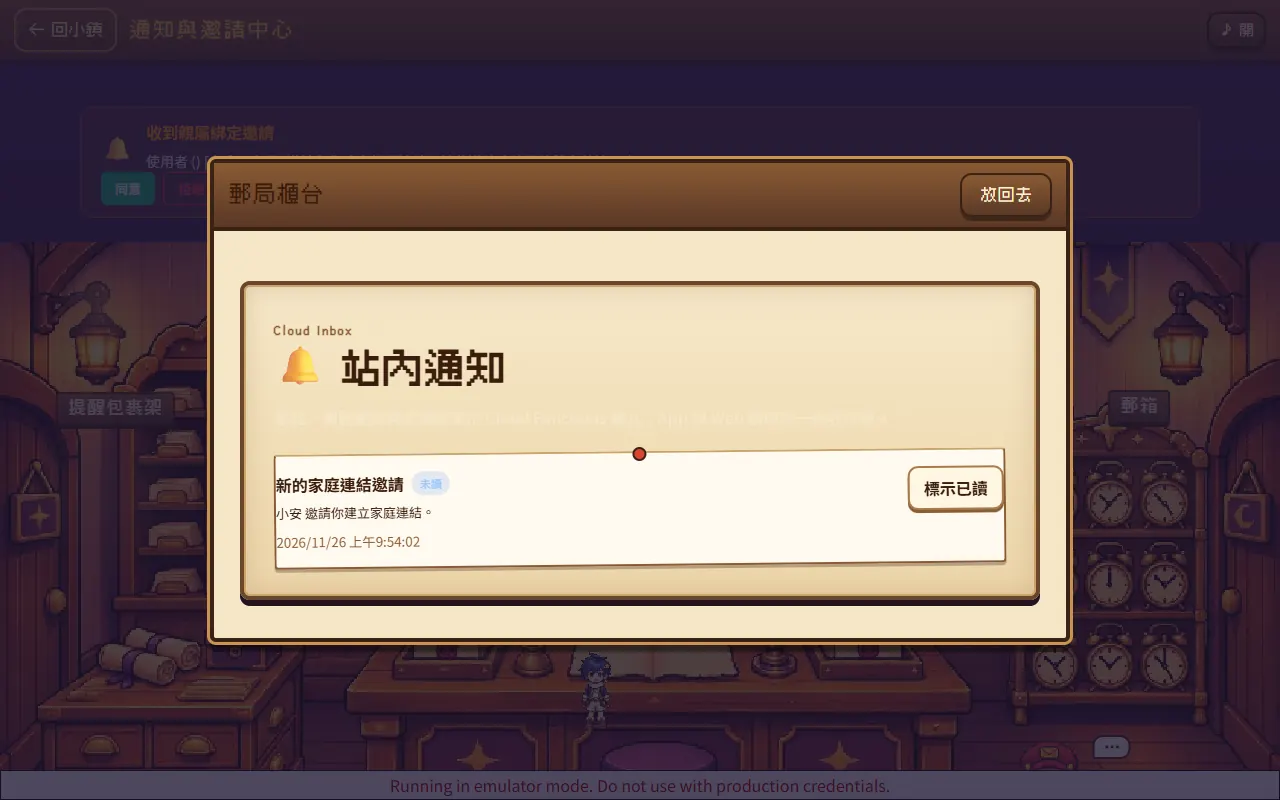 ← 回小鎮
通知與邀請中心
♪ 開
收到親屬綁定邀請
使用者 ()
同意
郵局櫃台
放回去
Cloud Inbox
站內通知
新的家庭連結邀請 未讀
標示已讀
小安 邀請你建立家庭連結。
2026/11/26 上午9:54:02
提醒包裹架
郵箱
Running in emulator mode. Do not use with production credentials.